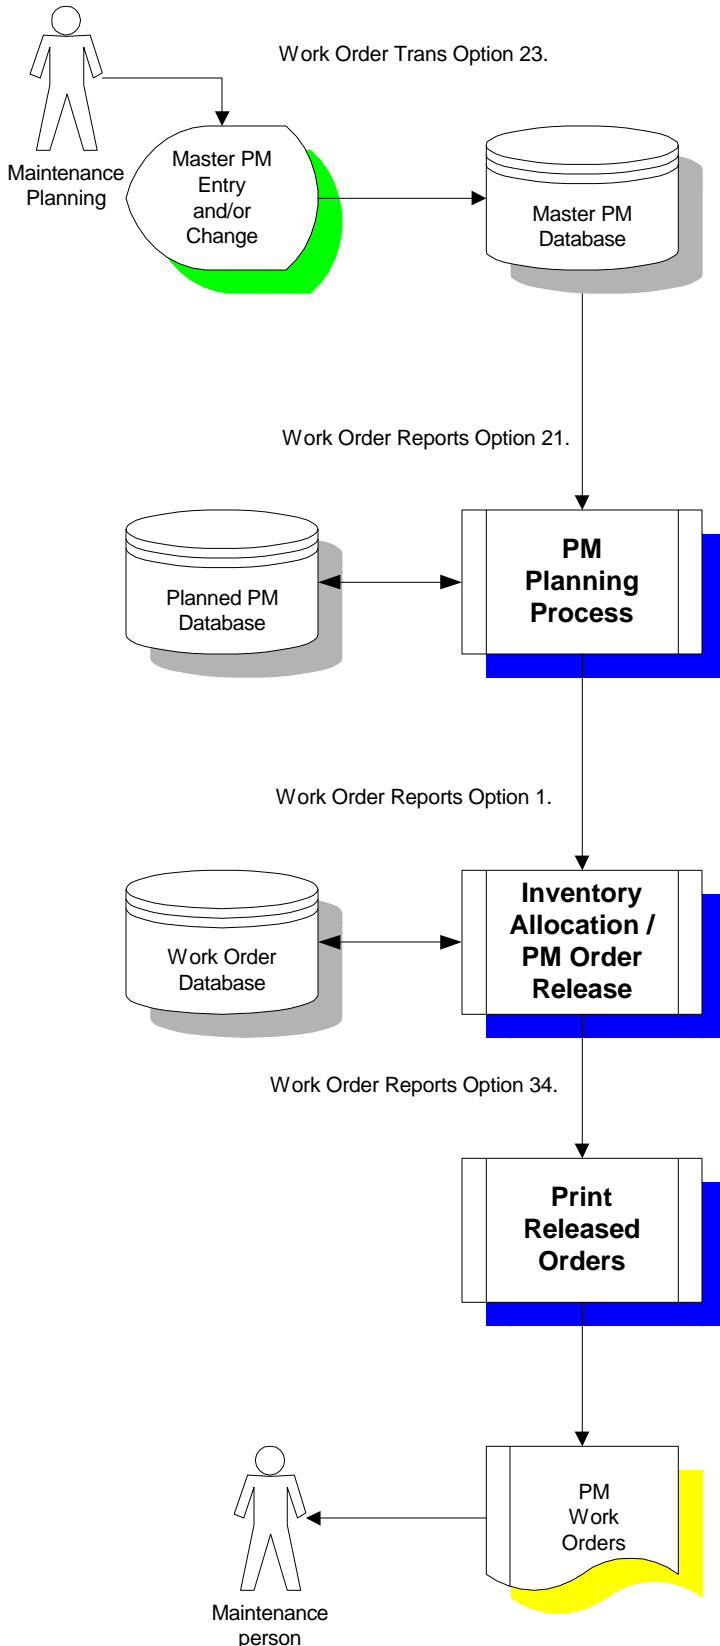 Work Order Trans Option 23.
Maintenance
Planning
Master PM
Entry
and/or
Change
Master PM
Database
Work Order Reports Option 21.
Planned PM
Database
PM
Planning
Process
Work Order Reports Option 1.
Work Order
Database
Inventory
Allocation /
PM Order
Release
Work Order Reports Option 34.
Print
Released
Orders
PM
Work
Orders
Maintenance
person